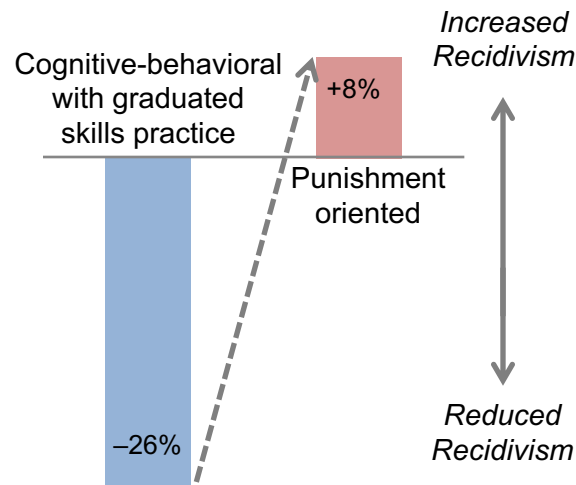 Increased
Recidivism
Cognitive-behavioral
with graduated
skills practice
+8%
Punishment
oriented
–26%
Reduced
Recidivism